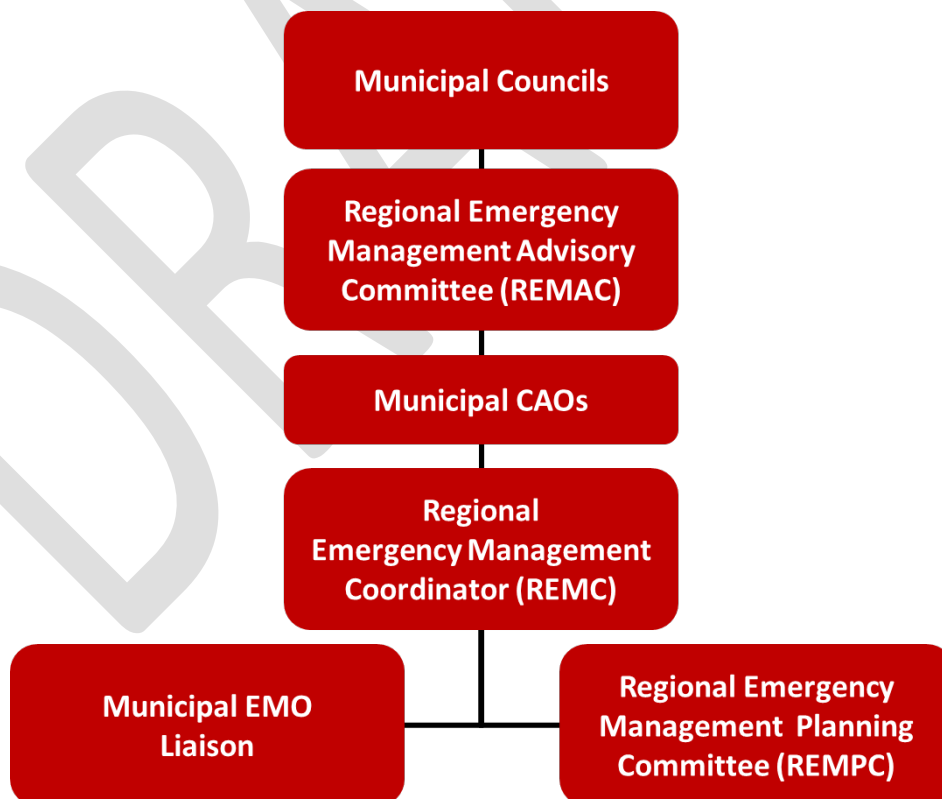 Municipal Councils
Regional Emergency
Management Advisory
Committee (REMAC)
Municipal CAOs
Regional
Emergency Management
Coordinator (REMC)
Municipal EMO
Liaison
Regional Emergency
Management Planning
Committee (REMPC)
DRA